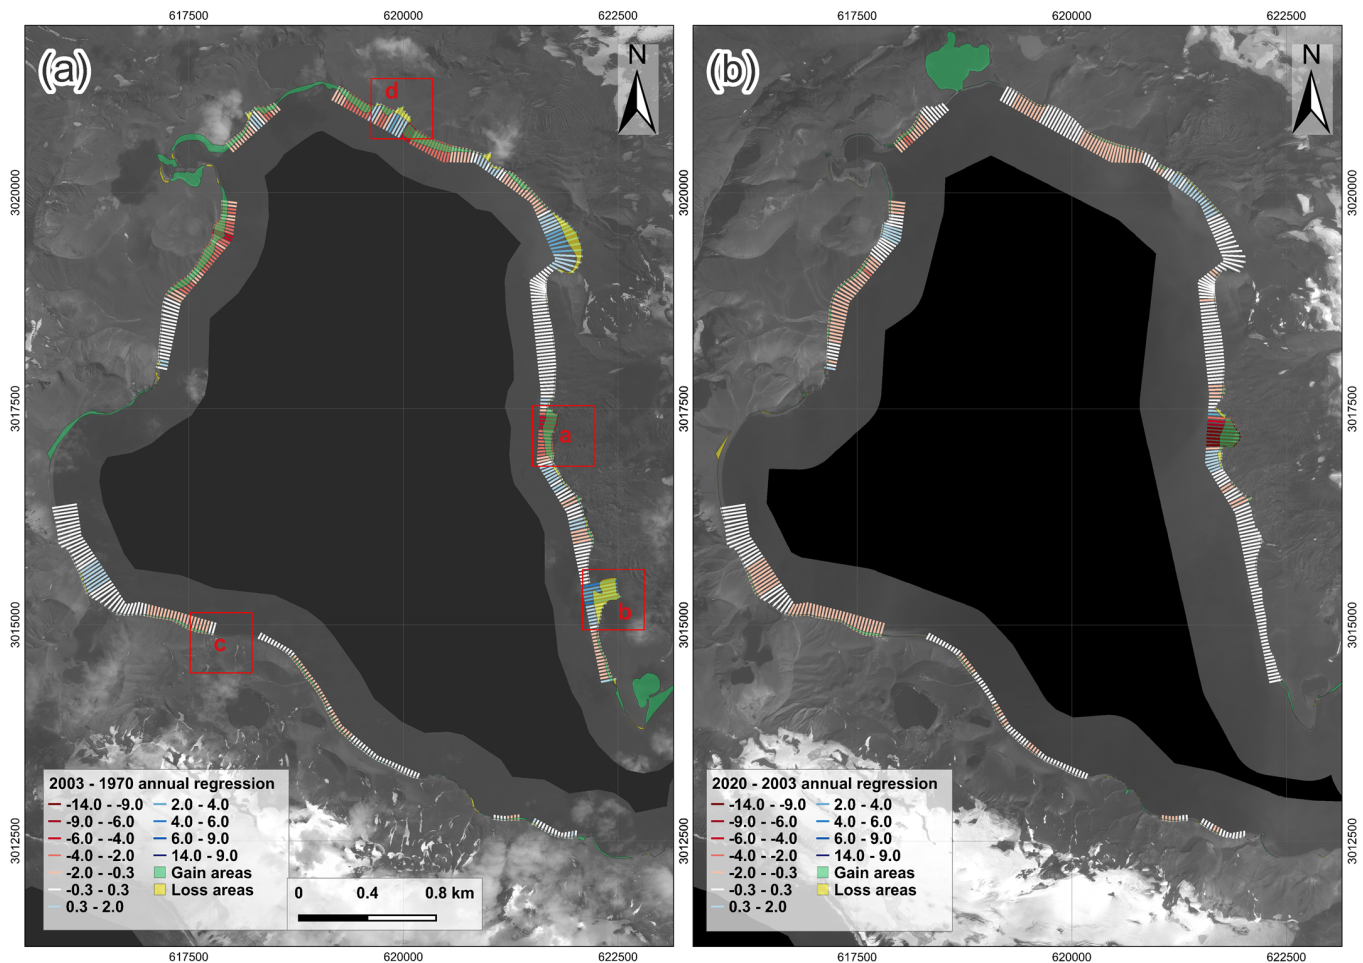 617500 620000 622500 617500 620000 622500
(a) N (b) N
d
3020000 3020000 3020000
3017500 3017500 3017500
a
b
c
3015000 3015000 3015000
3012500 3012500 3012500
2003 - 1970 annual regression
-14.0 - -9.0 2.0 - 4.0
-9.0 - -6.0 4.0 - 6.0
-6.0 - -4.0 6.0 - 9.0
-4.0 - -2.0 14.0 - 9.0
-2.0 - -0.3 Gain areas
-0.3 - 0.3 Loss areas
0.3 - 2.0
0 0.4 0.8 km
2020 - 2003 annual regression
-14.0 - -9.0 2.0 - 4.0
-9.0 - -6.0 4.0 - 6.0
-6.0 - -4.0 6.0 - 9.0
-4.0 - -2.0 14.0 - 9.0
-2.0 - -0.3 Gain areas
-0.3 - 0.3 Loss areas
0.3 - 2.0
617500 620000 622500 617500 620000 622500